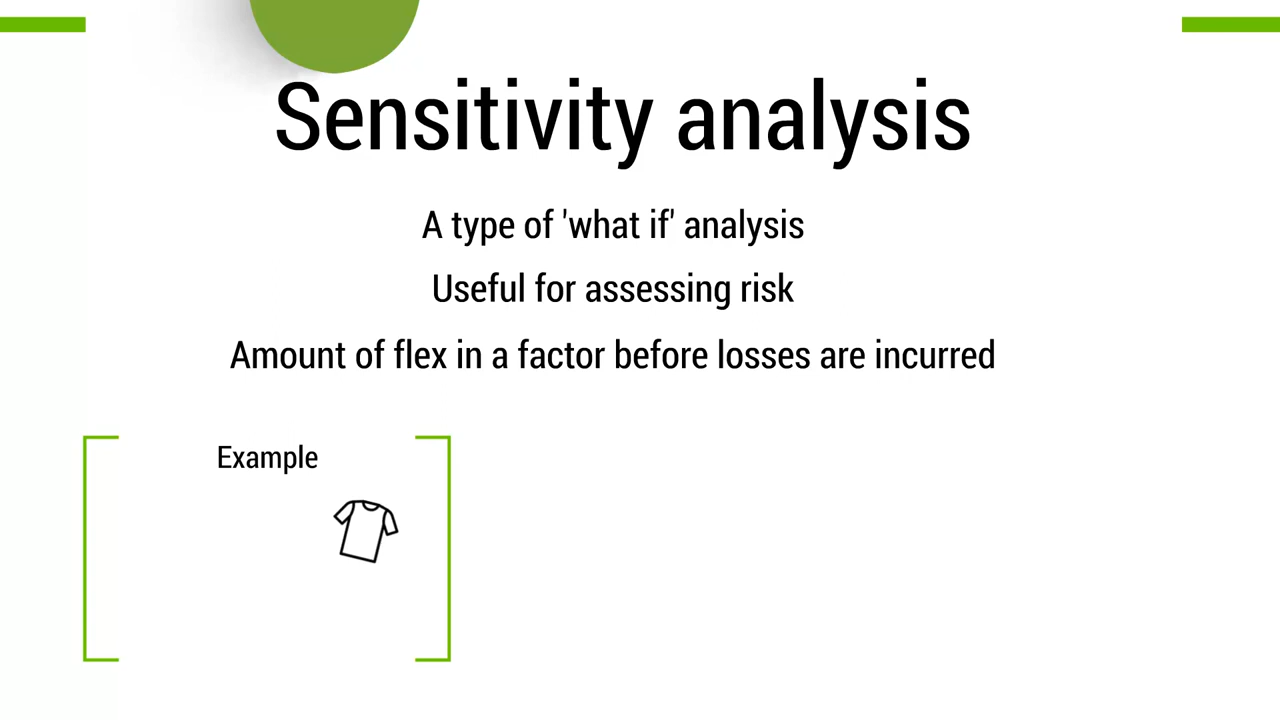 Sensitivity analysis
A type of 'what if' analysis
Useful for assessing risk
Amount of flex in a factor before losses are incurred
Example